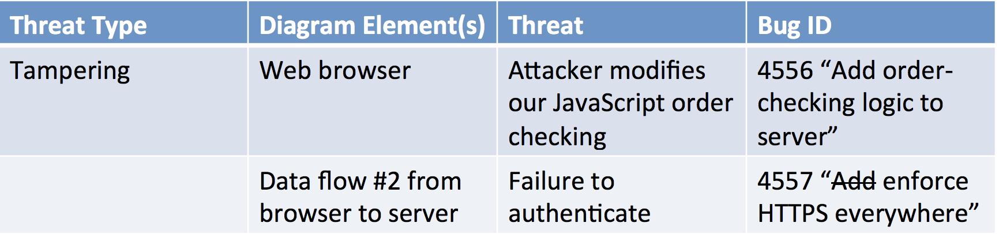 Threat Type Diagram Element(s) Threat Bug ID
Tampering Web browser Attacker modifies 4556 “Add order-
our JavaScript order checking logic to
checking server”
Data flow #2 from Failure to 4557 “Add enforce
browser to server authenticate HTTPS everywhere”